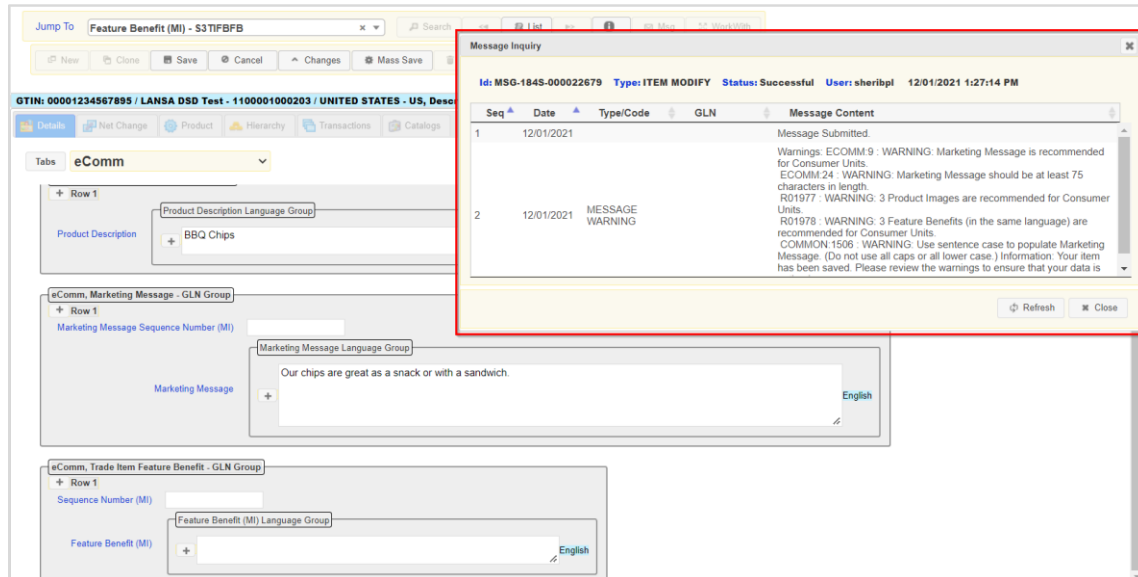 Jump To Feature Benefit (MI) - S3TIFBFB × Search List Msg WorkWith
New Clone Save Cancel Changes Mass Save
GTIN: 00001234567895 / LANSA DSD Test - 1100001000203 / UNITED STATES - US, Descr
Details Net Change Product Hierarchy Transactions Catalogs
Tabs eComm
+ Row 1
Product Description Language Group
Product Description + BBQ Chips
eComm, Marketing Message - GLN Group
+ Row 1
Marketing Message Sequence Number (MI)
Marketing Message Language Group
Our chips are great as a snack or with a sandwich.
Marketing Message + English
eComm, Trade Item Feature Benefit - GLN Group
+ Row 1
Sequence Number (MI)
Feature Benefit (MI) Language Group
Feature Benefit (MI) + English
Message Inquiry
Id: MSG-184S-000022679 Type: ITEM MODIFY Status: Successful User: sheribpl 12/01/2021 1:27:14 PM
Seq Date Type/Code GLN Message Content
1 12/01/2021 Message Submitted.
2 12/01/2021 MESSAGE
WARNING
Warnings: ECOMM:9 : WARNING: Marketing Message is recommended
for Consumer Units.
ECOMM:24 : WARNING: Marketing Message should be at least 75
characters in length.
R01977 : WARNING: 3 Product Images are recommended for Consumer
Units.
R01978 : WARNING: 3 Feature Benefits (in the same language) are
recommended for Consumer Units.
COMMON:1506 : WARNING: Use sentence case to populate Marketing
Message. (Do not use all caps or all lower case.) Information: Your item
has been saved. Please review the warnings to ensure that your data is
Refresh Close